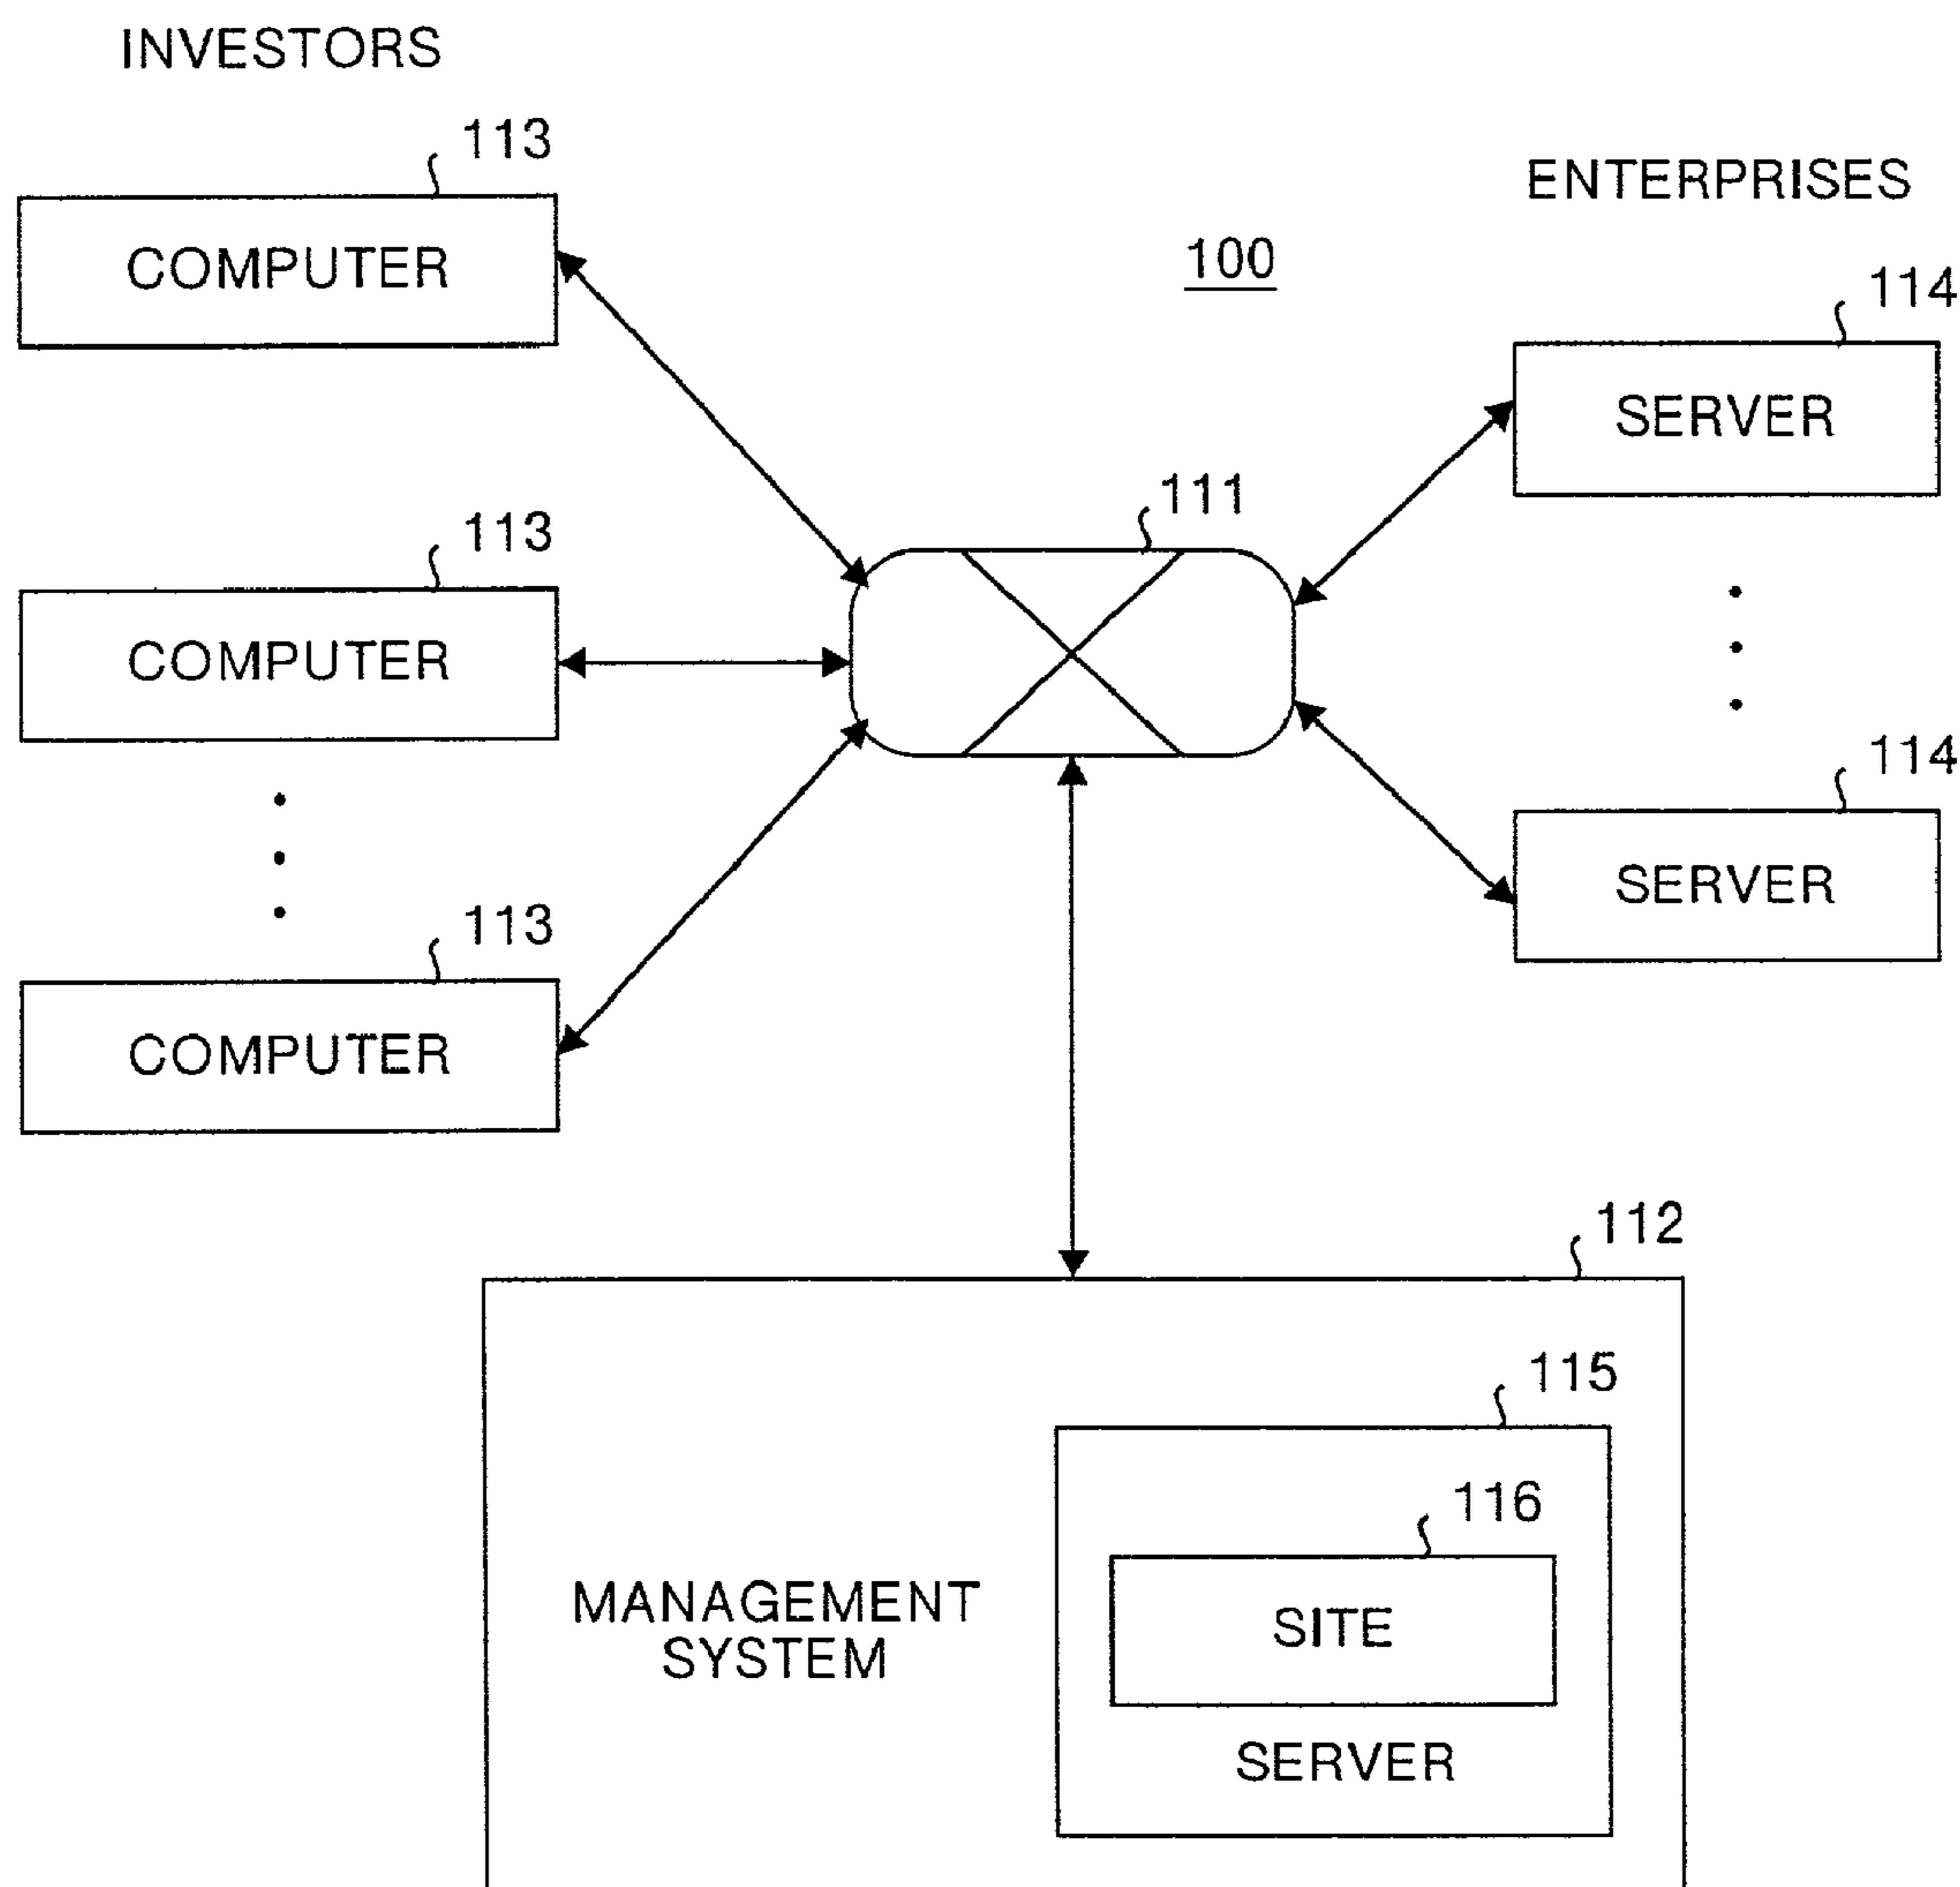 INVESTORS
113
COMPUTER
ENTERPRISES
100
114
SERVER
111
113
COMPUTER
114
SERVER
113
COMPUTER
112
115
116
MANAGEMENT
SYSTEM
SITE
SERVER